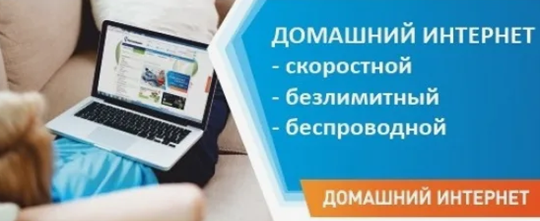 ДОМАШНИЙ ИНТЕРНЕТ
- скоростной
- безлимитный
- беспроводной
ДОМАШНИЙ ИНТЕРНЕТ